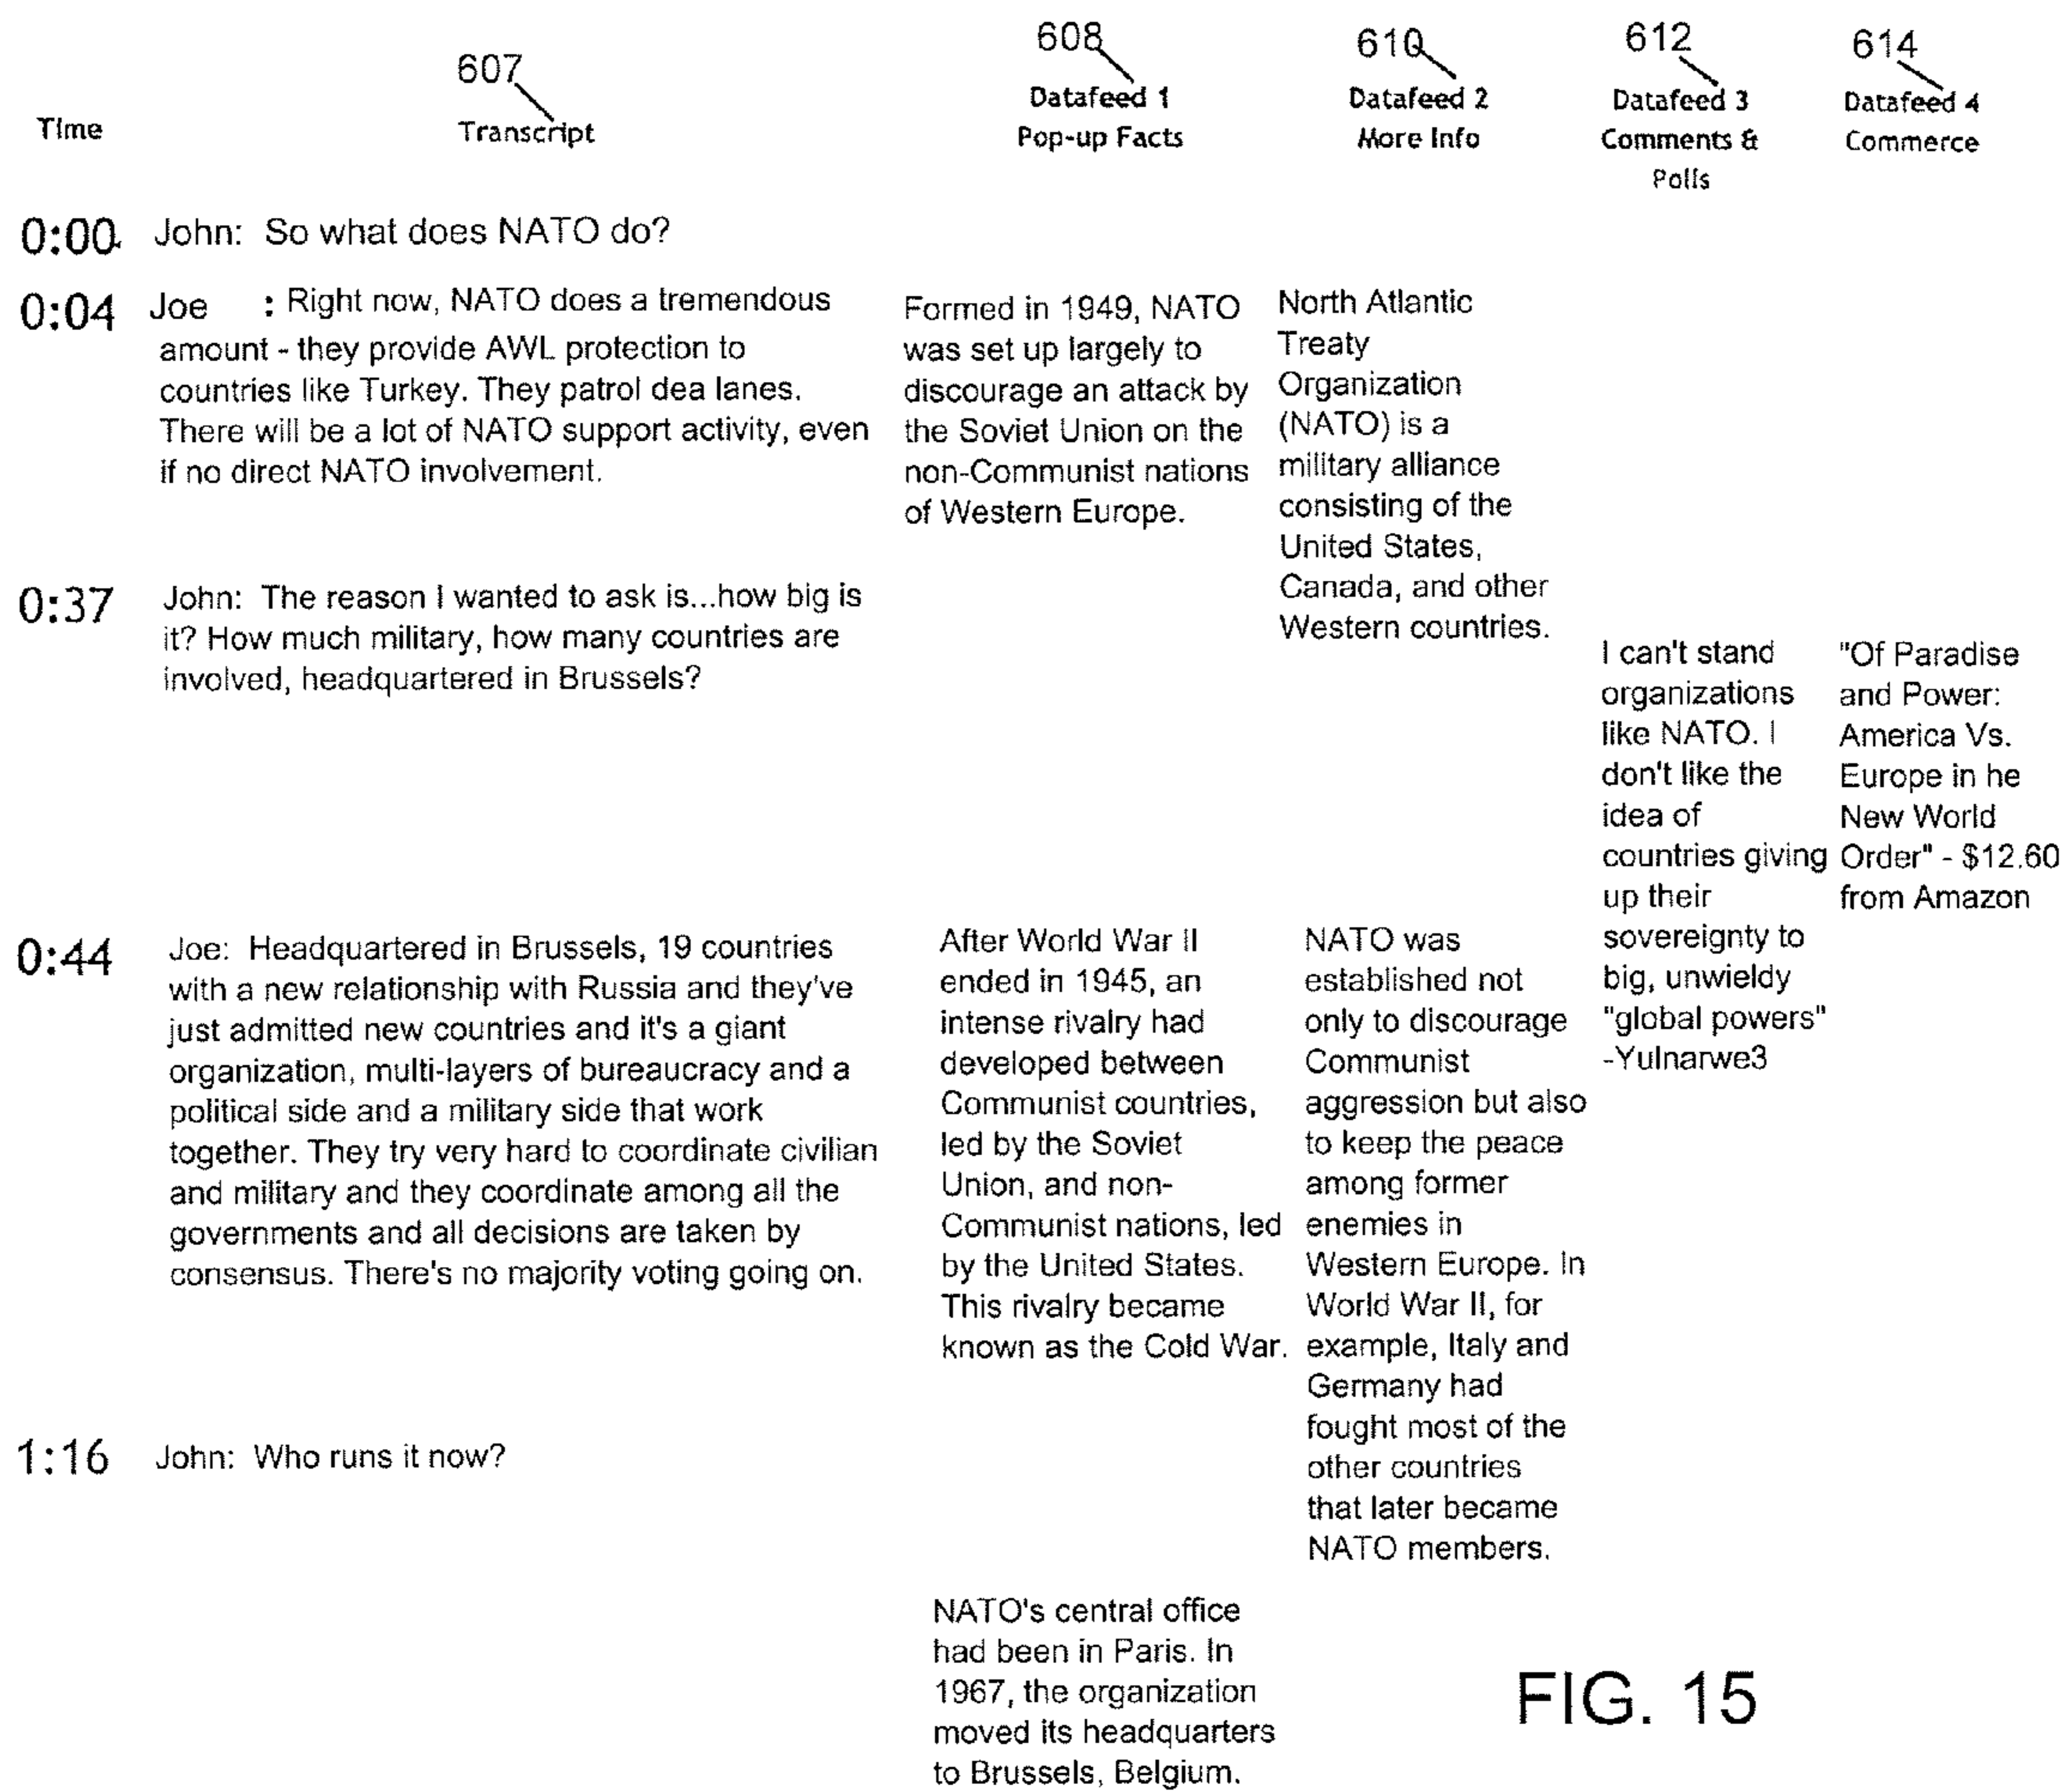 607
608
610
612
614
Time
Transcript
Datafeed 1
Pop-up Facts
Datafeed 2
More Info
Datafeed 3
Comments &
Polls
Datafeed 4
Commerce
0:00
John: So what does NATO do?
0:04
Joe : Right now, NATO does a tremendous
amount - they provide AWL protection to
countries like Turkey. They patrol dea lanes.
There will be a lot of NATO support activity, even
if no direct NATO involvement.
Formed in 1949, NATO
was set up largely to
discourage an attack by
the Soviet Union on the
non-Communist nations
of Western Europe.
North Atlantic
Treaty
Organization
(NATO) is a
military alliance
consisting of the
United States,
Canada, and other
Western countries.
0:37
John: The reason I wanted to ask is...how big is
it? How much military, how many countries are
involved, headquartered in Brussels?
I can't stand
organizations
like NATO. I
don't like the
idea of
countries giving
up their
sovereignty to
big, unwieldy
"global powers"
-Yulnarwe3
"Of Paradise
and Power:
America Vs.
Europe in he
New World
Order" - $12.60
from Amazon
0:44
Joe: Headquartered in Brussels, 19 countries
with a new relationship with Russia and they've
just admitted new countries and it's a giant
organization, multi-layers of bureaucracy and a
political side and a military side that work
together. They try very hard to coordinate civilian
and military and they coordinate among all the
governments and all decisions are taken by
consensus. There's no majority voting going on.
After World War II
ended in 1945, an
intense rivalry had
developed between
Communist countries,
led by the Soviet
Union, and non-
Communist nations, led
by the United States.
This rivalry became
known as the Cold War.
NATO was
established not
only to discourage
Communist
aggression but also
to keep the peace
among former
enemies in
Western Europe. In
World War II, for
example, Italy and
Germany had
fought most of the
other countries
that later became
NATO members.
1:16
John: Who runs it now?
NATO's central office
had been in Paris. In
1967, the organization
moved its headquarters
to Brussels, Belgium.
FIG. 15